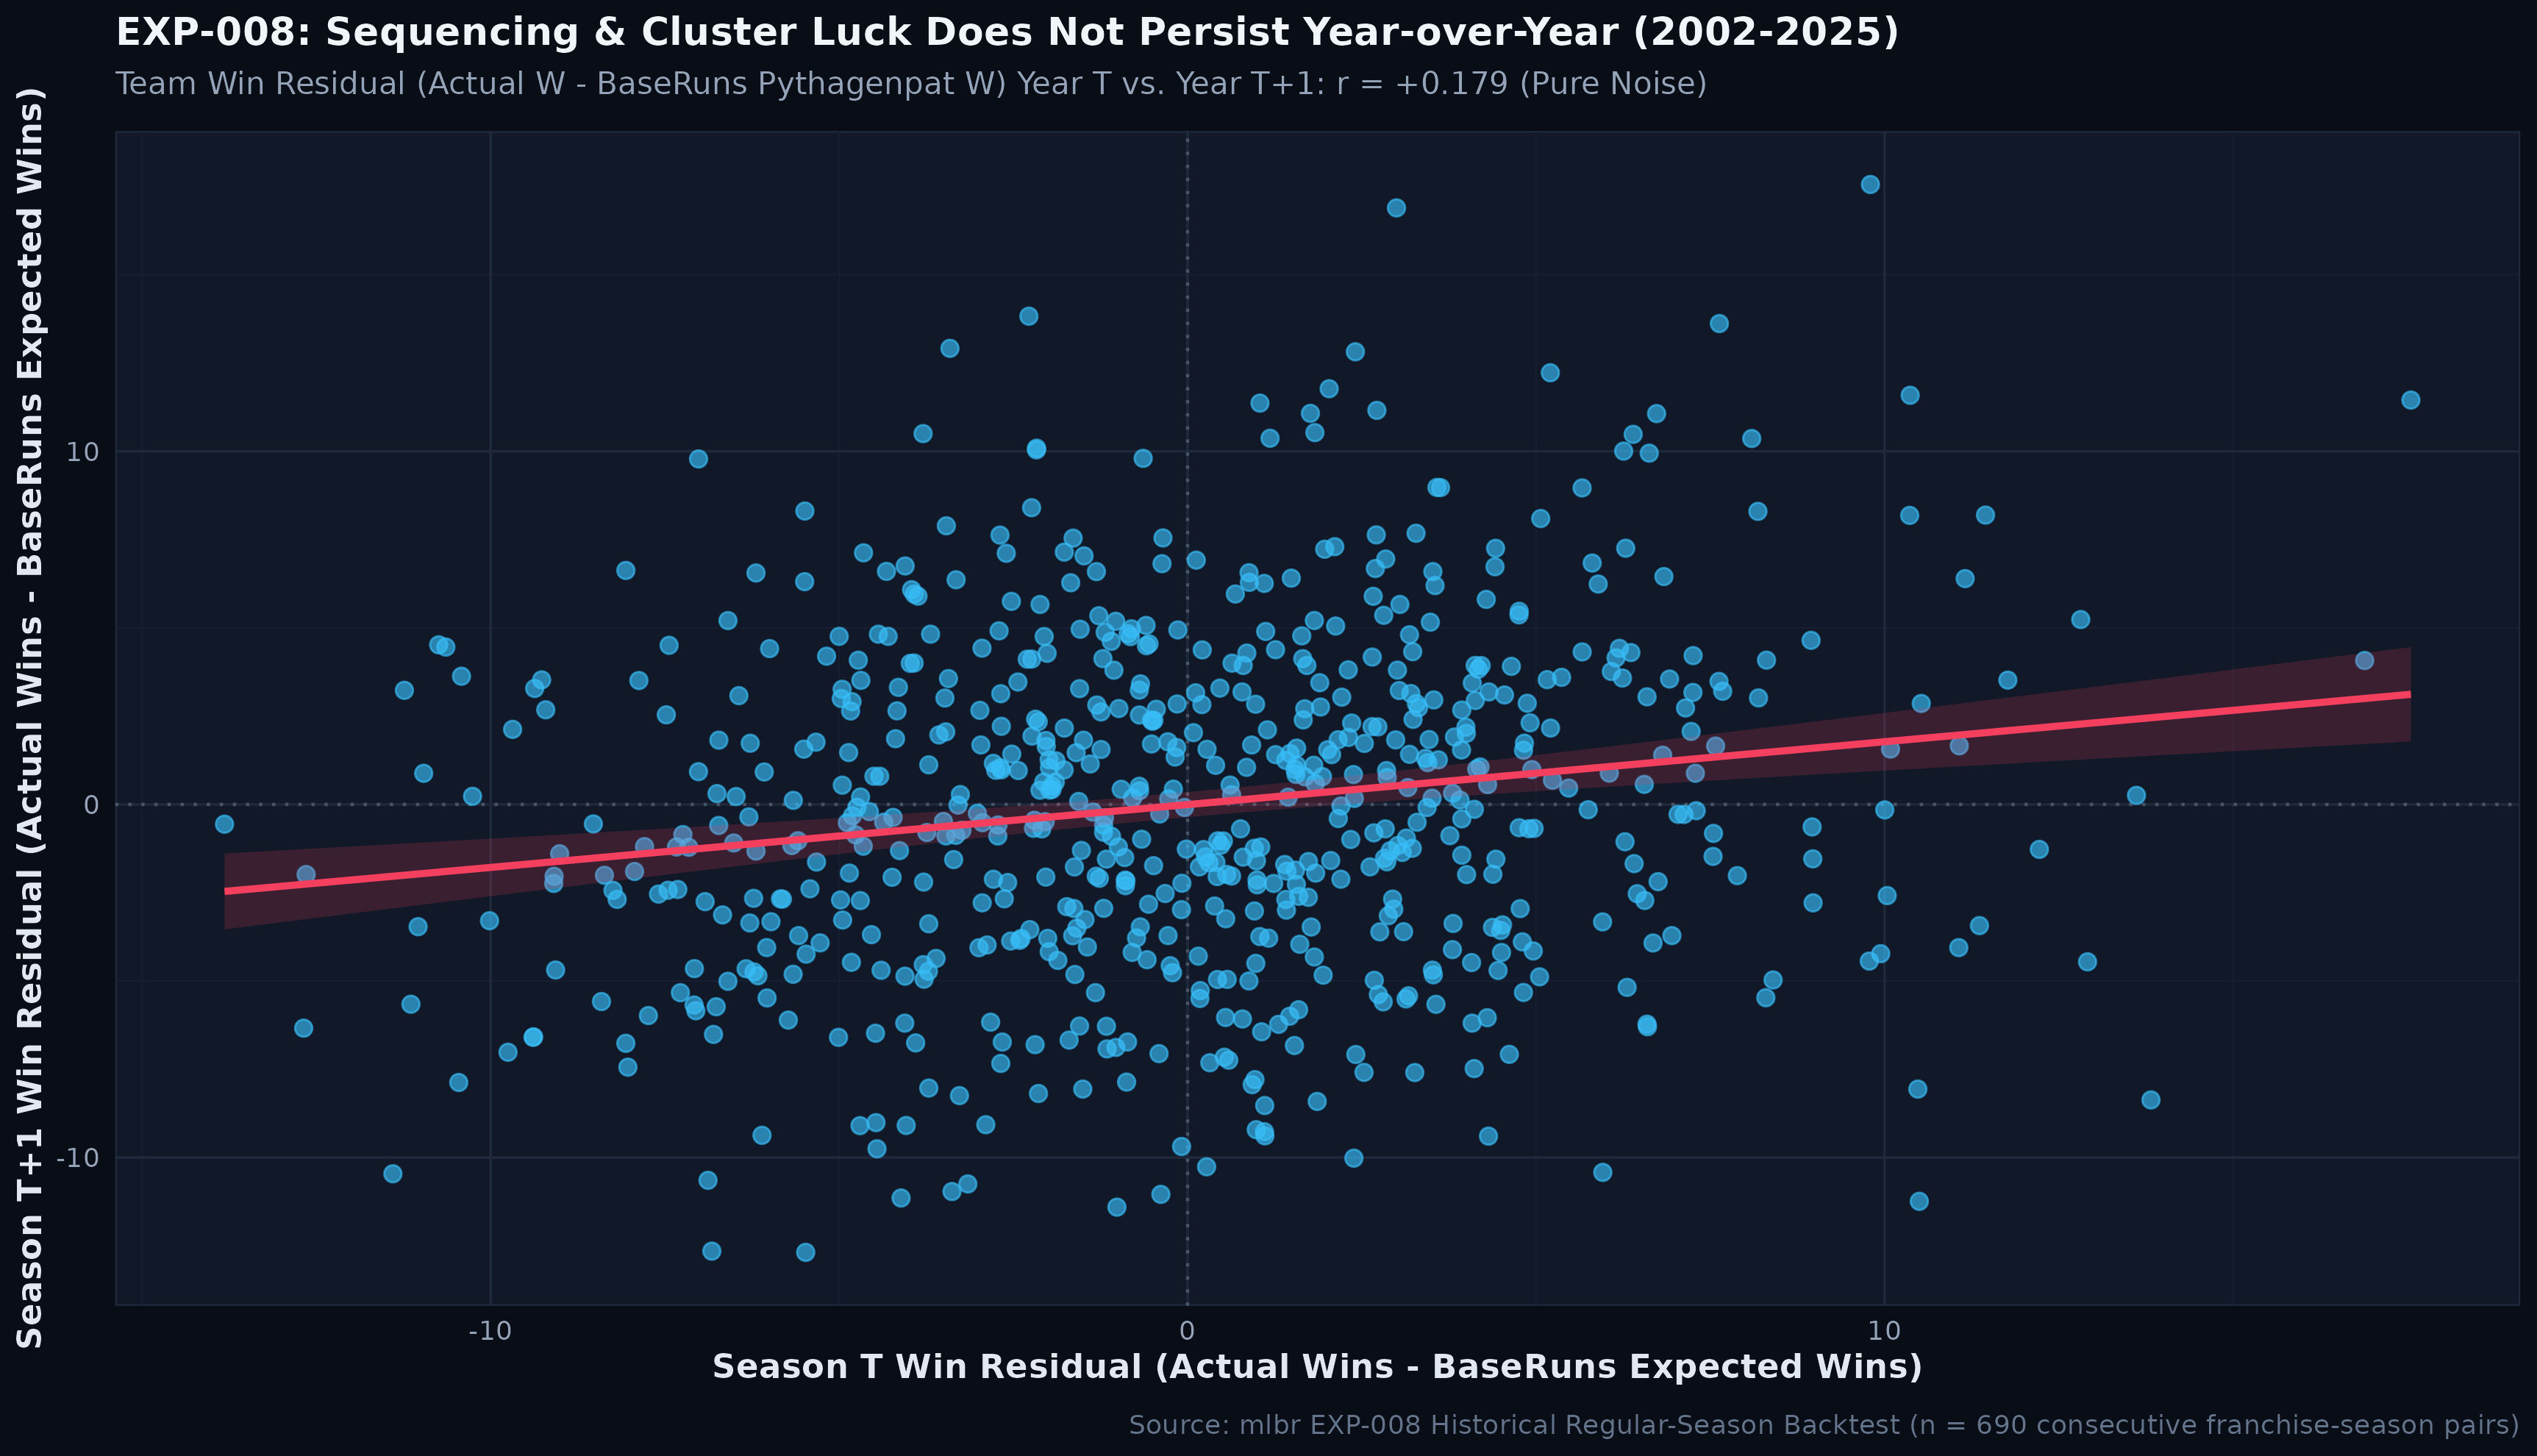 EXP-008: Sequencing & Cluster Luck Does Not Persist Year-over-Year (2002-2025)
Team Win Residual (Actual W - BaseRuns Pythagenpat W) Year T vs. Year T+1: r = +0.179 (Pure Noise)
Season T+1 Win Residual (Actual Wins - BaseRuns Expected Wins)
10
0
-10
-10
0
10
Season T Win Residual (Actual Wins - BaseRuns Expected Wins)
Source: mlbr EXP-008 Historical Regular-Season Backtest (n = 690 consecutive franchise-season pairs)